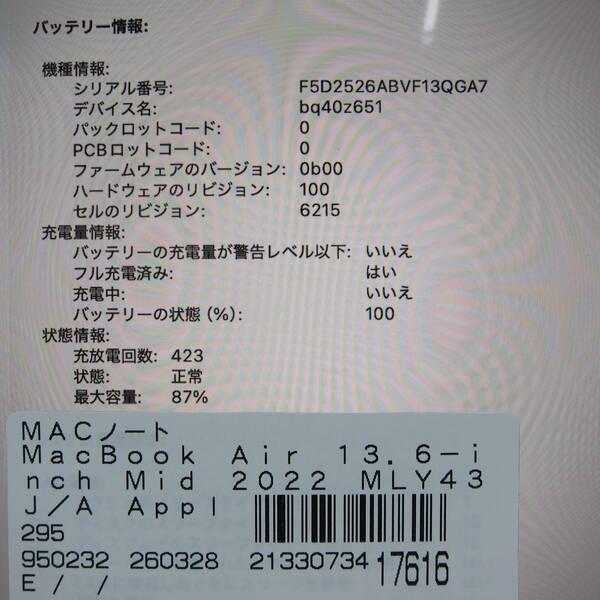 バッテリー情報:
機種情報:
シリアル番号: F5D2526ABVF13QGA7
デバイス名: bq40z651
パックロットコード: 0
PCBロットコード: 0
ファームウェアのバージョン: 0b00
ハードウェアのリビジョン: 100
セルのリビジョン: 6215
充電量情報:
バッテリーの充電量が警告レベル以下: いいえ
フル充電済み: はい
充電中: いいえ
バッテリーの状態（%）: 100
状態情報:
充放電回数: 423
状態: 正常
最大容量: 87%
MACノート
MacBook Air 13.6-i
nch Mid 2022 MLY43
J/A Appl
295
950232 260328 21330734 17616
E / /